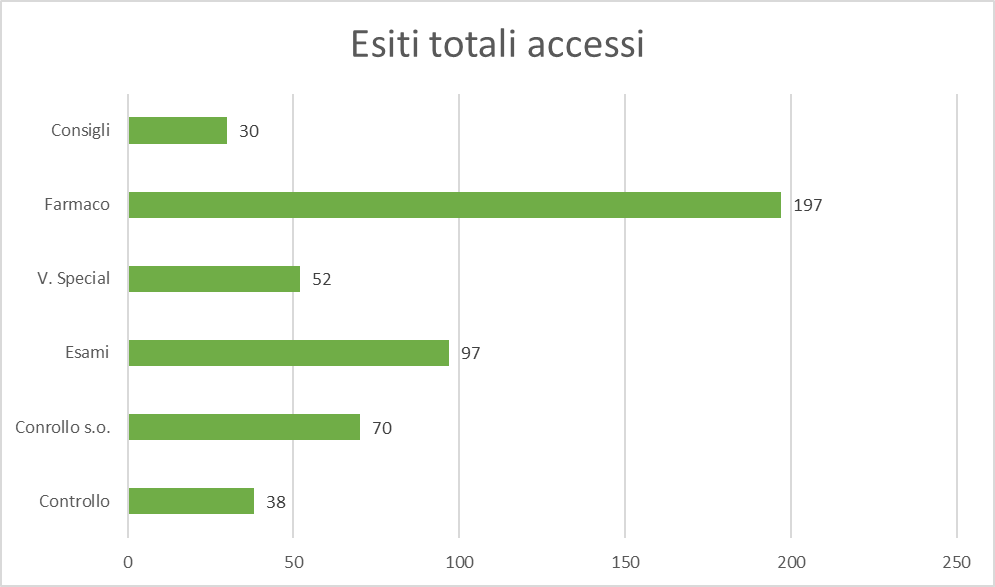 Esiti totali accessi
Consigli 30
Farmaco 197
V. Special 52
Esami 97
Conrollo s.o. 70
Controllo 38
0 50 100 150 200 250